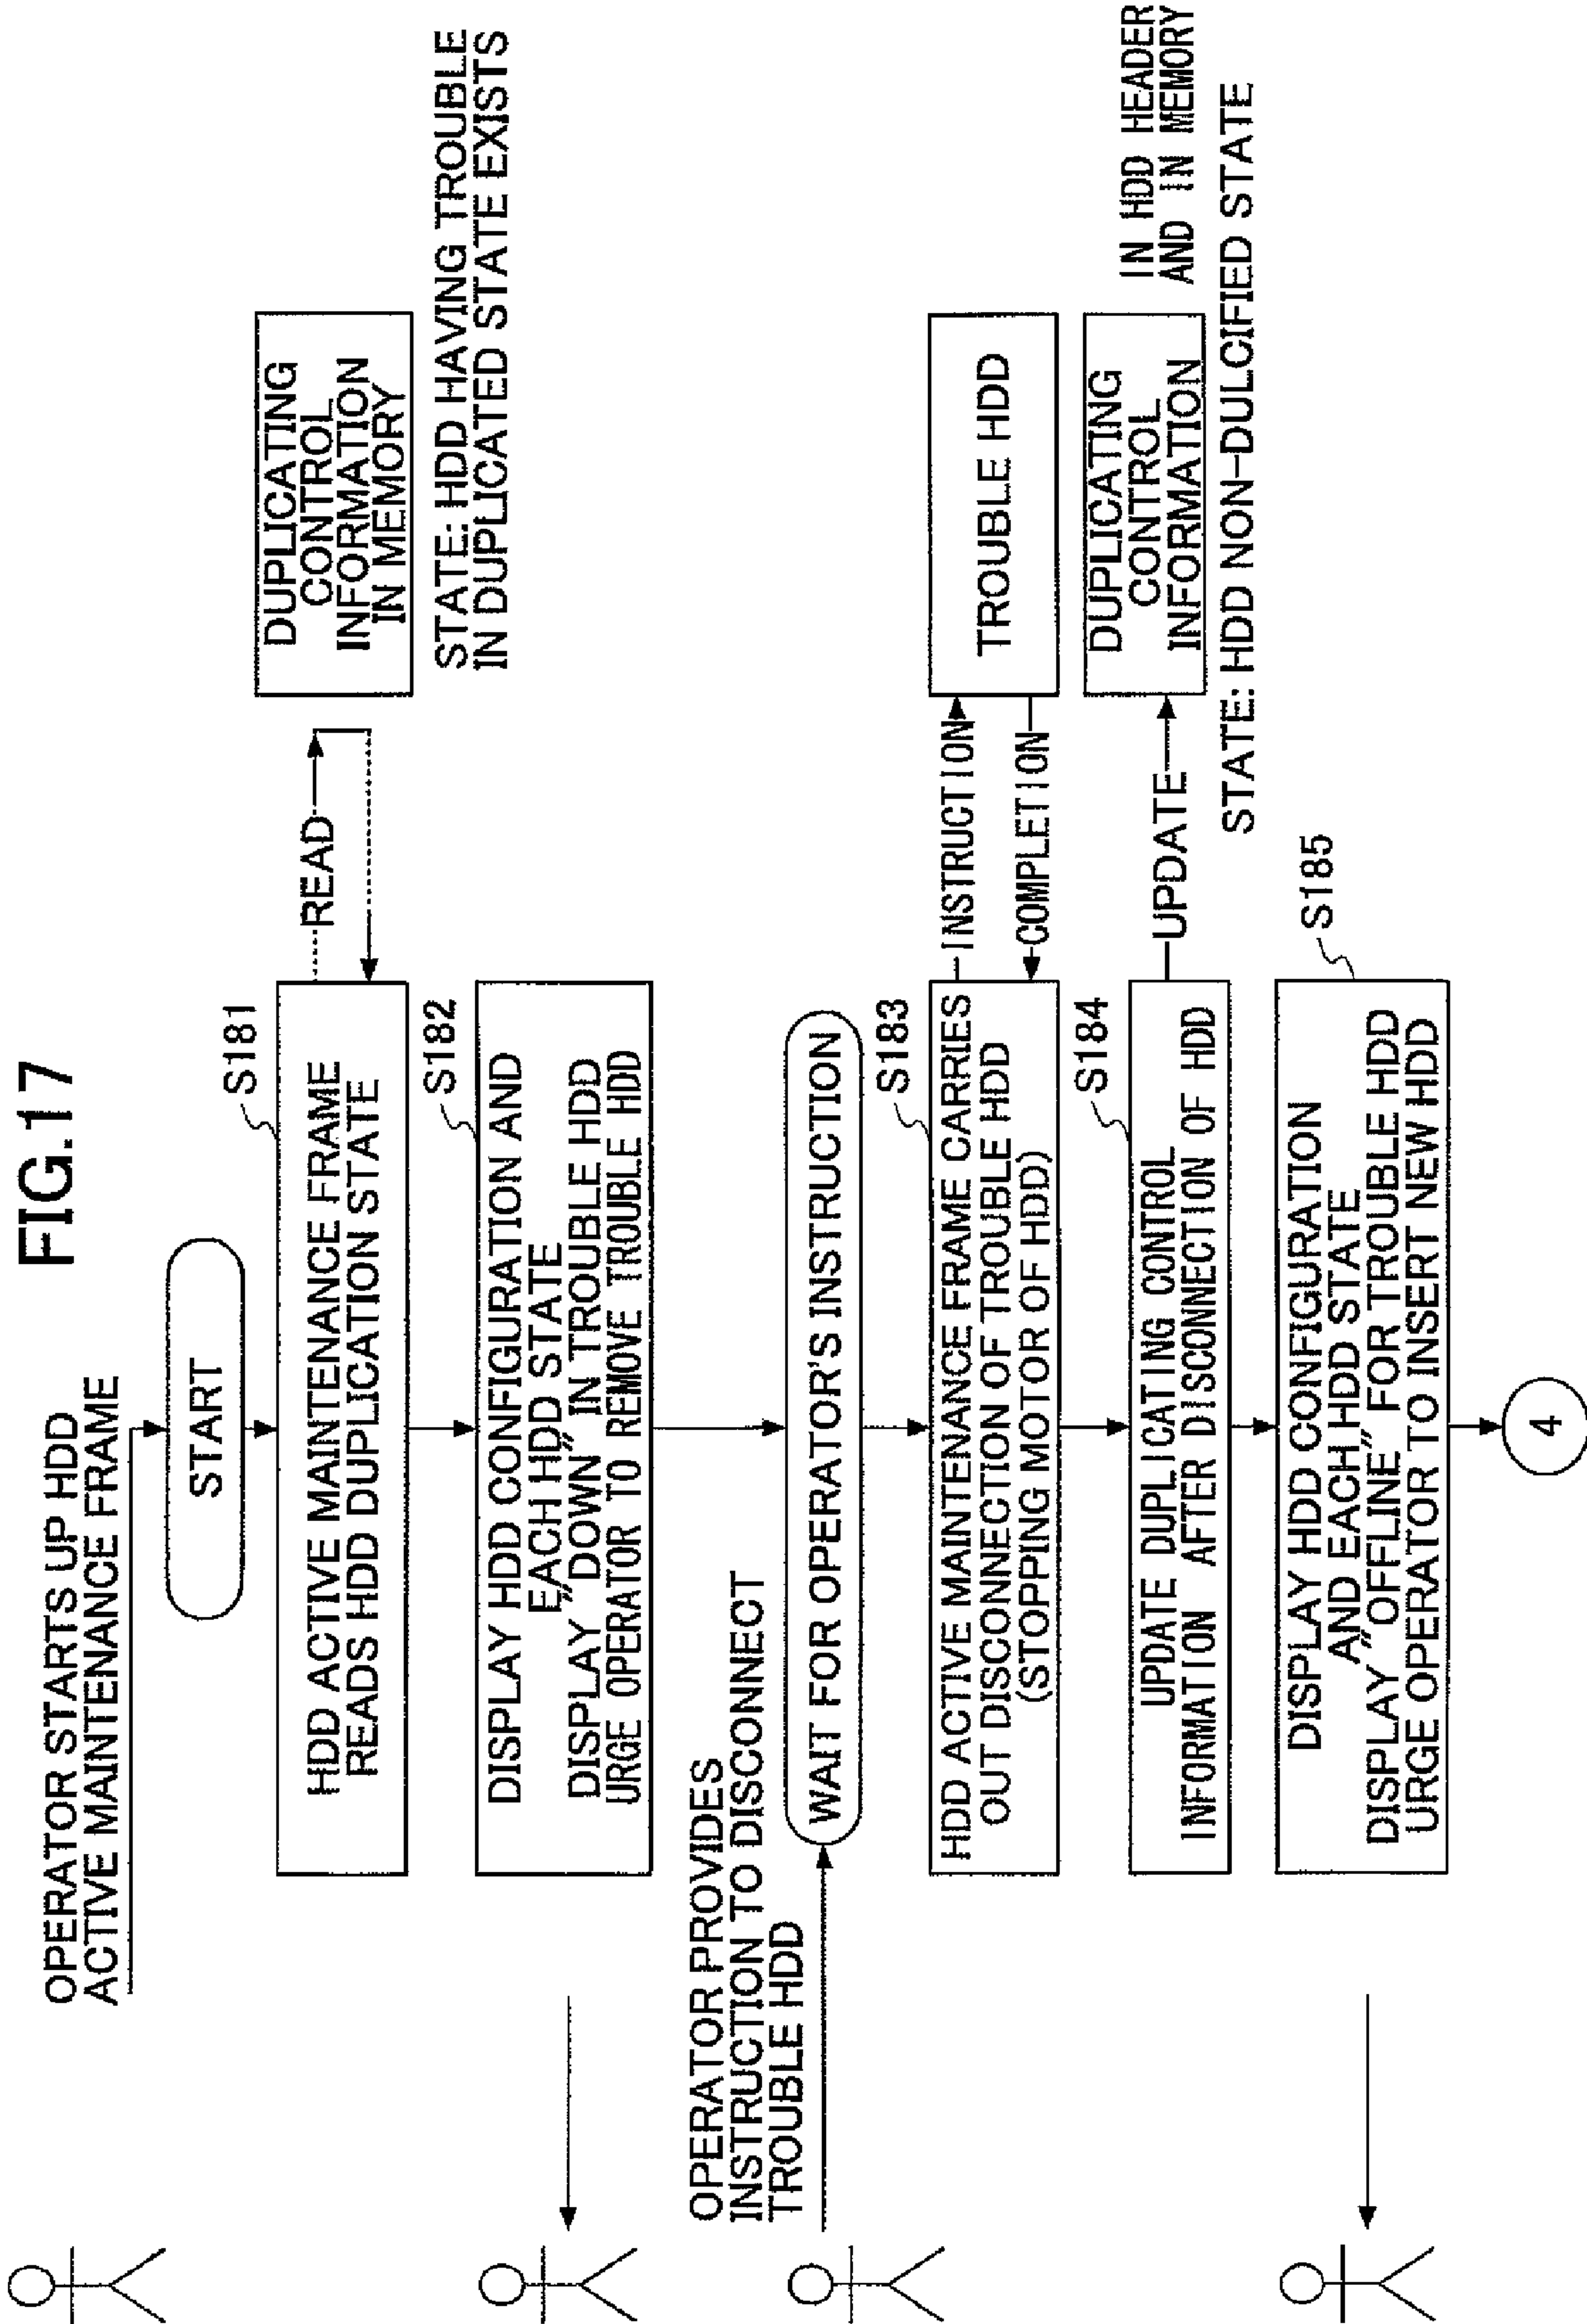 FIG.17
OPERATOR STARTS UP HDD
ACTIVE MAINTENANCE FRAME
START
S181
HDD ACTIVE MAINTENANCE FRAME
READS HDD DUPLICATION STATE
READ
DUPLICATING
CONTROL
INFORMATION
IN MEMORY
STATE: HDD HAVING TROUBLE
IN DUPLICATED STATE EXISTS
S182
DISPLAY HDD CONFIGURATION AND
EACH HDD STATE
DISPLAY "DOWN" IN TROUBLE HDD
URGE OPERATOR TO REMOVE TROUBLE HDD
OPERATOR PROVIDES
INSTRUCTION TO DISCONNECT
TROUBLE HDD
WAIT FOR OPERATOR'S INSTRUCTION
S183
HDD ACTIVE MAINTENANCE FRAME CARRIES
OUT DISCONNECTION OF TROUBLE HDD
(STOPPING MOTOR OF HDD)
INSTRUCTION
COMPLETION
TROUBLE HDD
S184
UPDATE DUPLICATING CONTROL
INFORMATION AFTER DISCONNECTION OF HDD
UPDATE
DUPLICATING
CONTROL
INFORMATION
IN HDD HEADER
AND IN MEMORY
STATE: HDD NON-DULCIFIED STATE
S185
DISPLAY HDD CONFIGURATION
AND EACH HDD STATE
DISPLAY "OFFLINE" FOR TROUBLE HDD
URGE OPERATOR TO INSERT NEW HDD
4